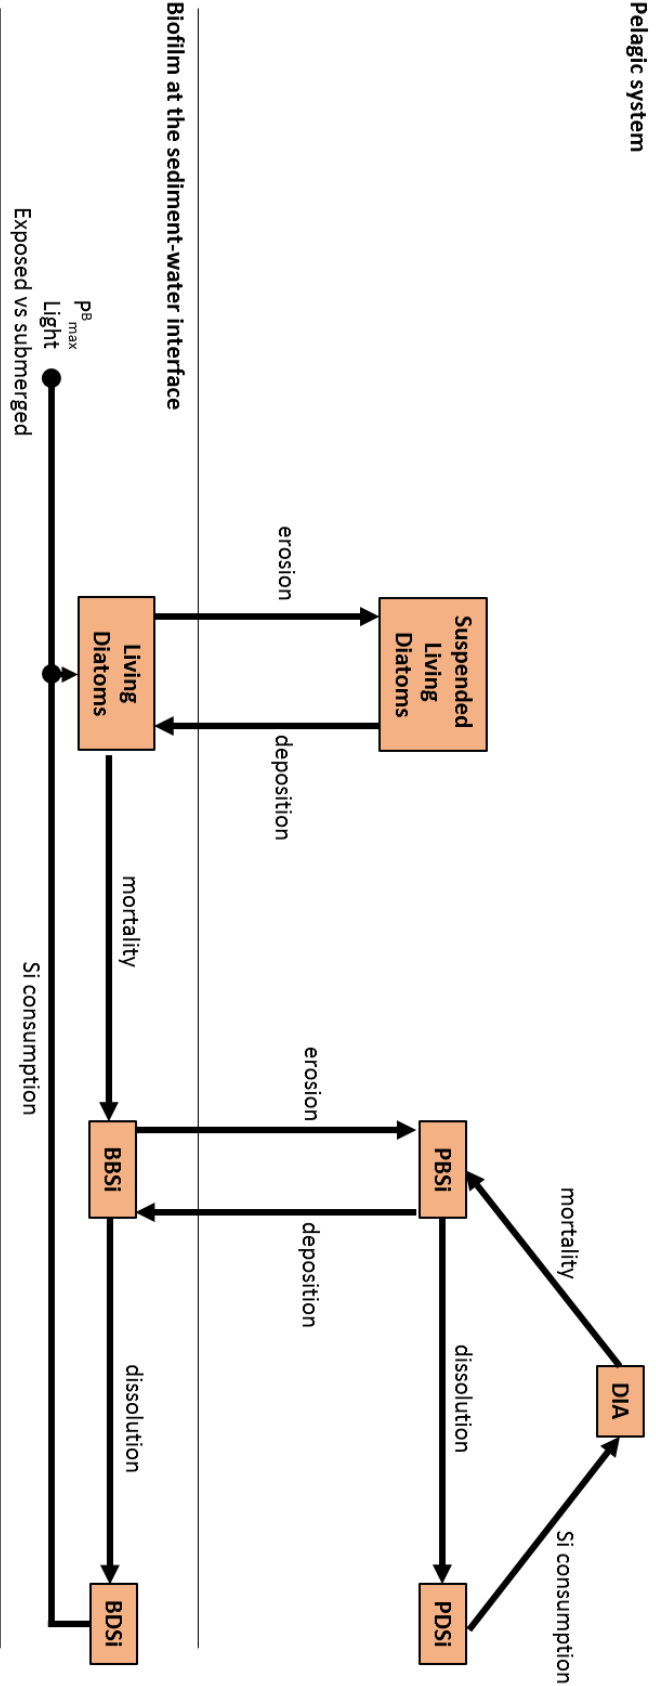 Pelagic system
DIA
mortality
Si consumption
Suspended
Living
Diatoms
PBSi
dissolution
PDSi
erosion
deposition
erosion
deposition
Biofilm at the sediment-water interface
Living
Diatoms
mortality
BBSi
dissolution
BDSi
P^B_max
Light
Exposed vs submerged
Si consumption